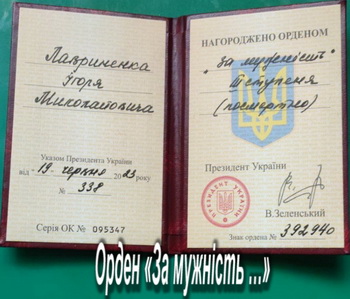 Лавриненка
Ігоря
Миколайовича
Указом Президента України
від 19 червня 2023 року
№ 338
Серія ОК № 095347
НАГОРОДЖЕНО ОРДЕНОМ
"За мужність"
ІІІ ступеня
(посмертно)
Президент України
В.Зеленський
Знак ордена № 392940
Орден «За мужність ...»